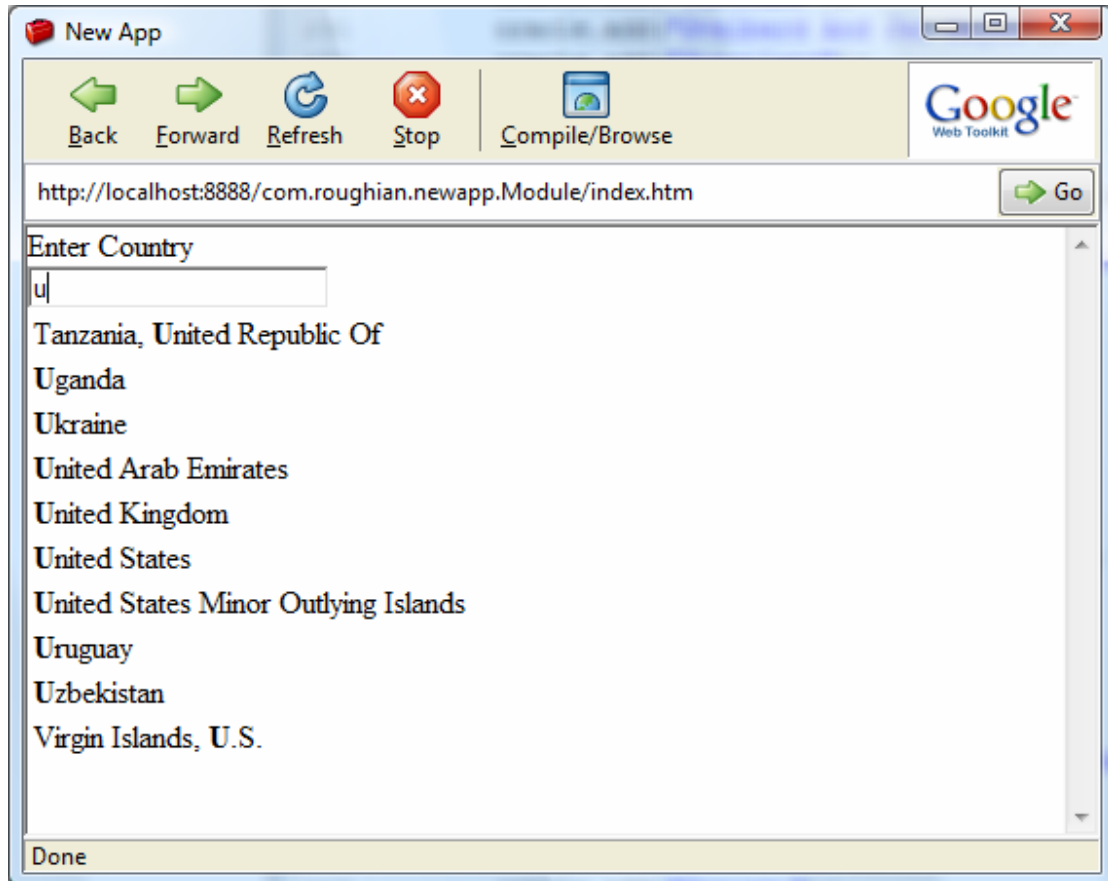 New App
Back Forward Refresh Stop Compile/Browse
Google
Web Toolkit
http://localhost:8888/com.roughian.newapp.Module/index.htm Go
Enter Country
u
Tanzania, United Republic Of
Uganda
Ukraine
United Arab Emirates
United Kingdom
United States
United States Minor Outlying Islands
Uruguay
Uzbekistan
Virgin Islands, U.S.
Done